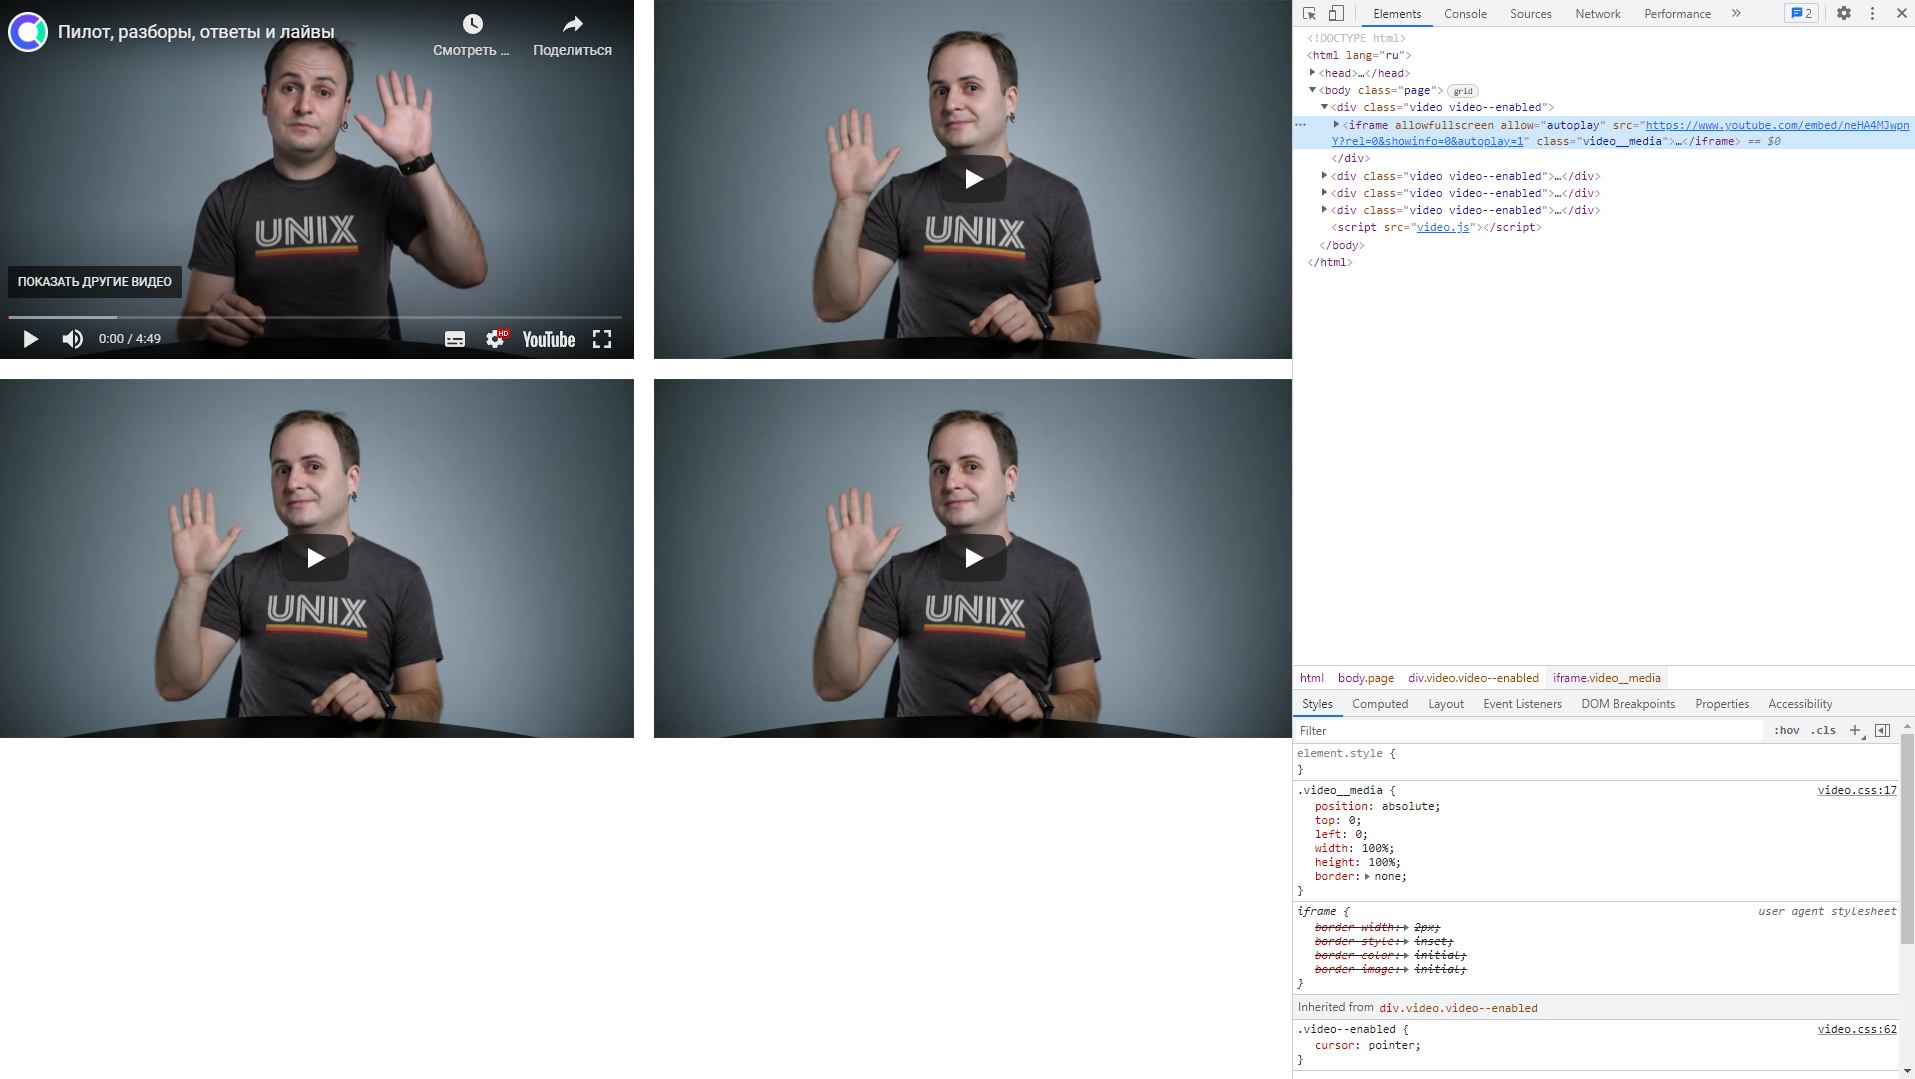 Пилот, разборы, ответы и лайвы
Смотреть ...
Поделиться
UNIX
ПОКАЗАТЬ ДРУГИЕ ВИДЕО
0:00 / 4:49
HD
YouTube
UNIX
UNIX
UNIX
Elements Console Sources Network Performance » 2
<!DOCTYPE html>
<html lang="ru">
<head>…</head>
<body class="page"> grid
<div class="video video--enabled">
<iframe allowfullscreen allow="autoplay" src="https://www.youtube.com/embed/neHA4MJwpn
Y?rel=0&showinfo=0&autoplay=1" class="video__media">…</iframe> == $0
</div>
<div class="video video--enabled">…</div>
<div class="video video--enabled">…</div>
<div class="video video--enabled">…</div>
<script src="video.js"></script>
</body>
</html>
html body.page div.video.video--enabled iframe.video__media
Styles Computed Layout Event Listeners DOM Breakpoints Properties Accessibility
Filter :hov .cls +
element.style {
}
.video__media { video.css:17
position: absolute;
top: 0;
left: 0;
width: 100%;
height: 100%;
border: none;
}
iframe { user agent stylesheet
border-width: 2px;
border-style: inset;
border-color: initial;
border-image: initial;
}
Inherited from div.video.video--enabled
.video--enabled { video.css:62
cursor: pointer;
}